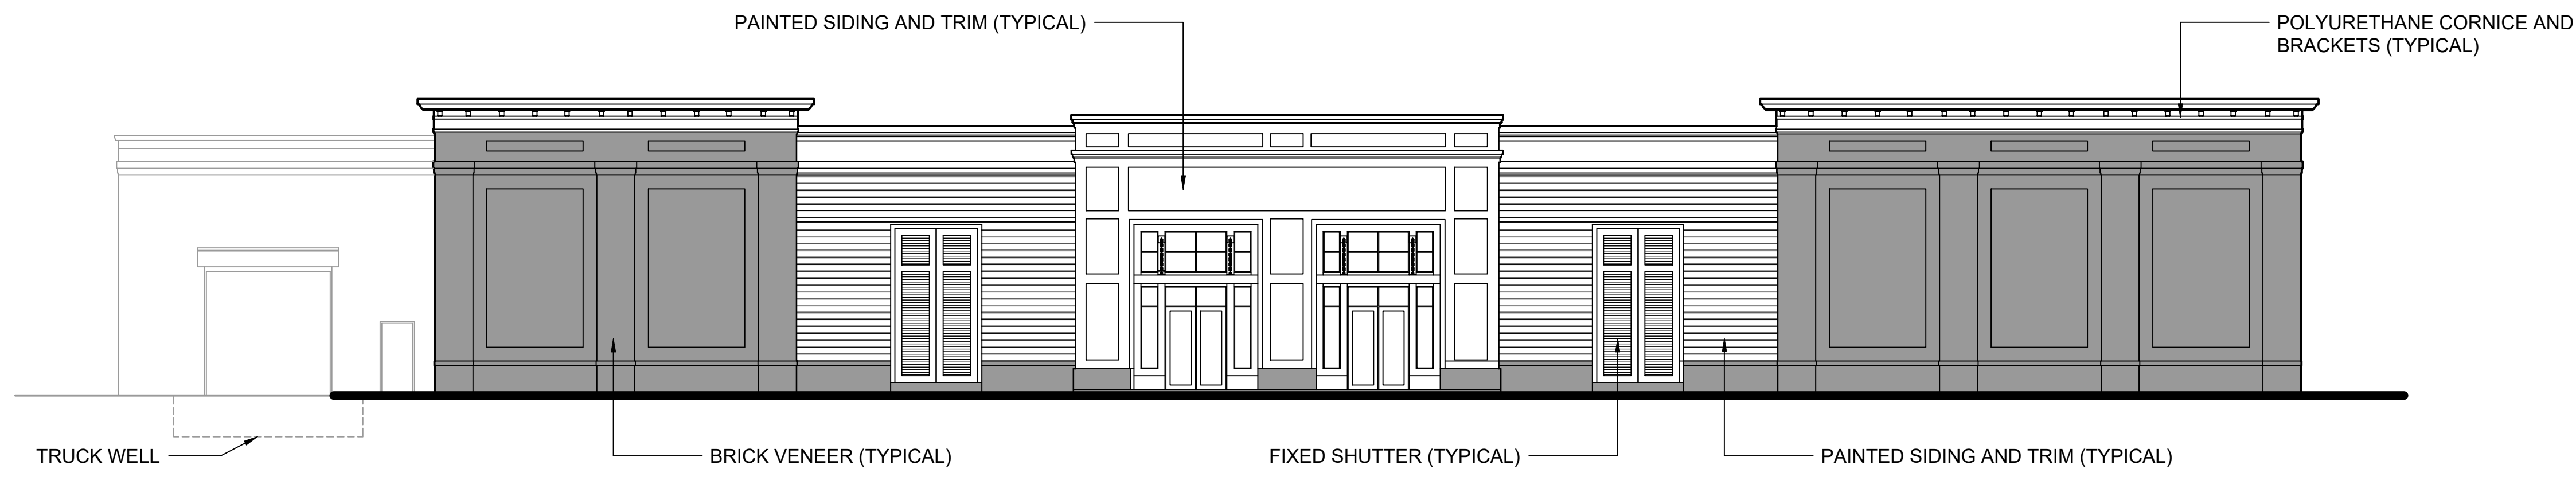 PAINTED SIDING AND TRIM (TYPICAL)
POLYURETHANE CORNICE AND
BRACKETS (TYPICAL)
TRUCK WELL
BRICK VENEER (TYPICAL)
FIXED SHUTTER (TYPICAL)
PAINTED SIDING AND TRIM (TYPICAL)